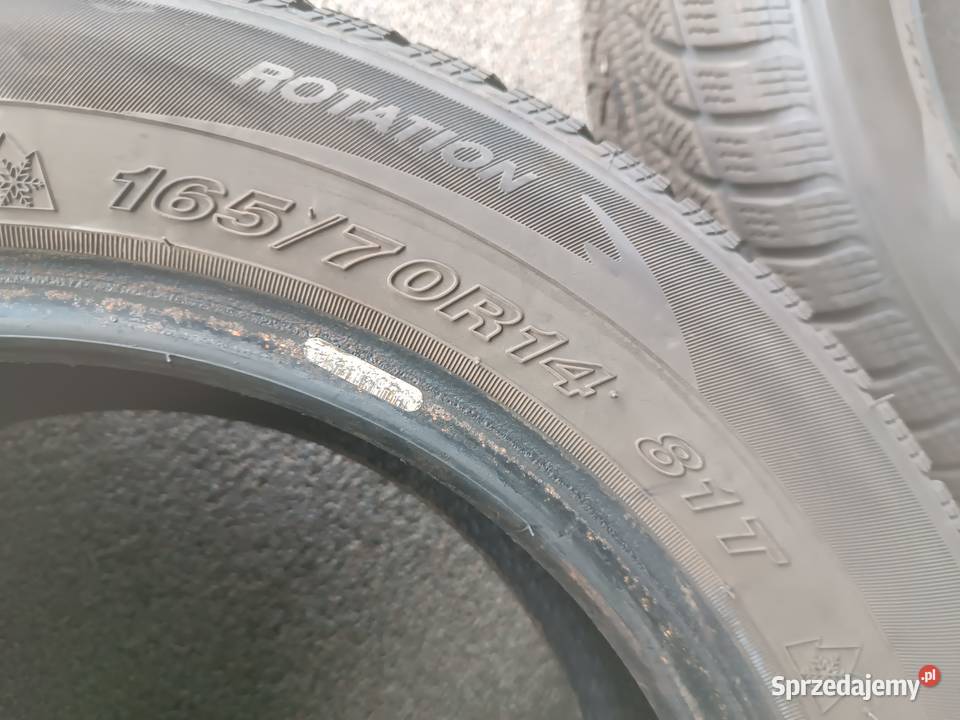 ROTATION
165/70R14
81T
Sprzedajemy.pl